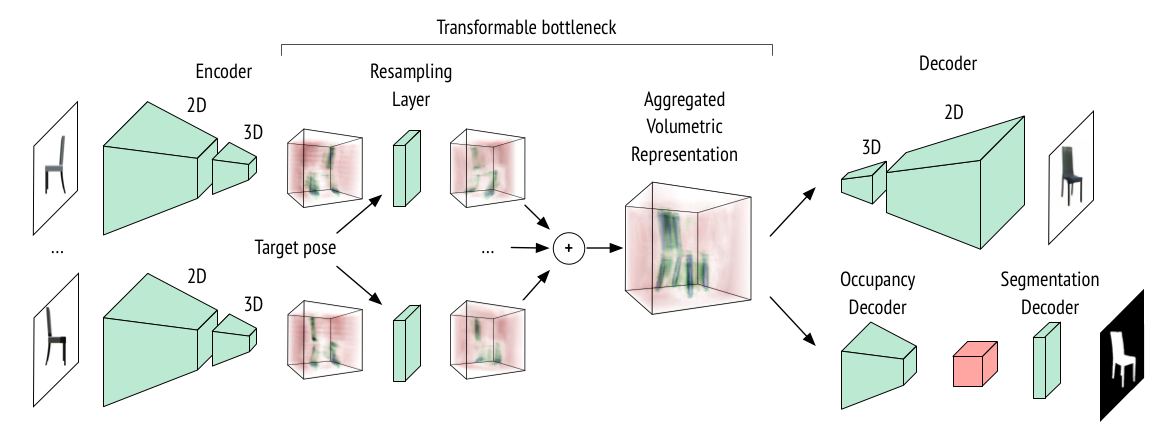 Transformable bottleneck
Encoder
Resampling
Layer
Decoder
2D
3D
Aggregated
Volumetric
Representation
3D
2D
...
Target pose
...
+
2D
3D
Occupancy
Decoder
Segmentation
Decoder